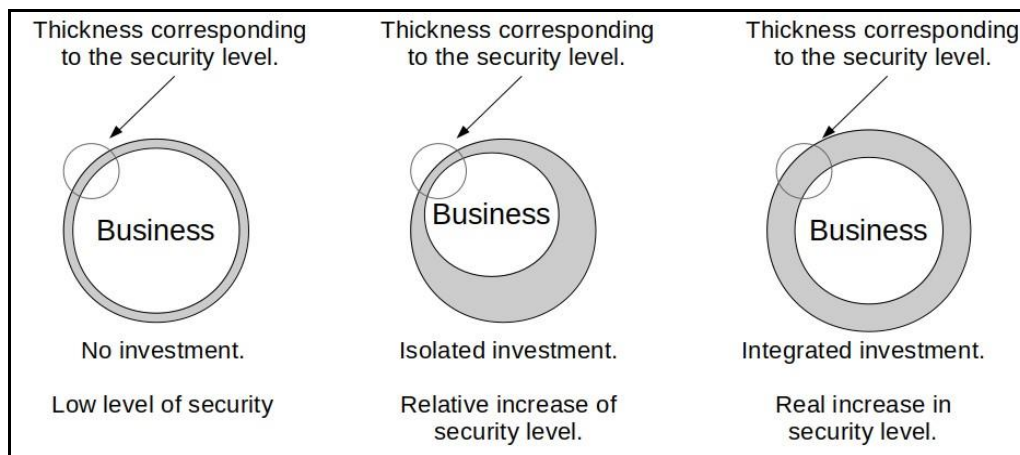 Thickness corresponding
to the security level.
Business
No investment.
Low level of security
Thickness corresponding
to the security level.
Business
Isolated investment.
Relative increase of
security level.
Thickness corresponding
to the security level.
Business
Integrated investment.
Real increase in
security level.